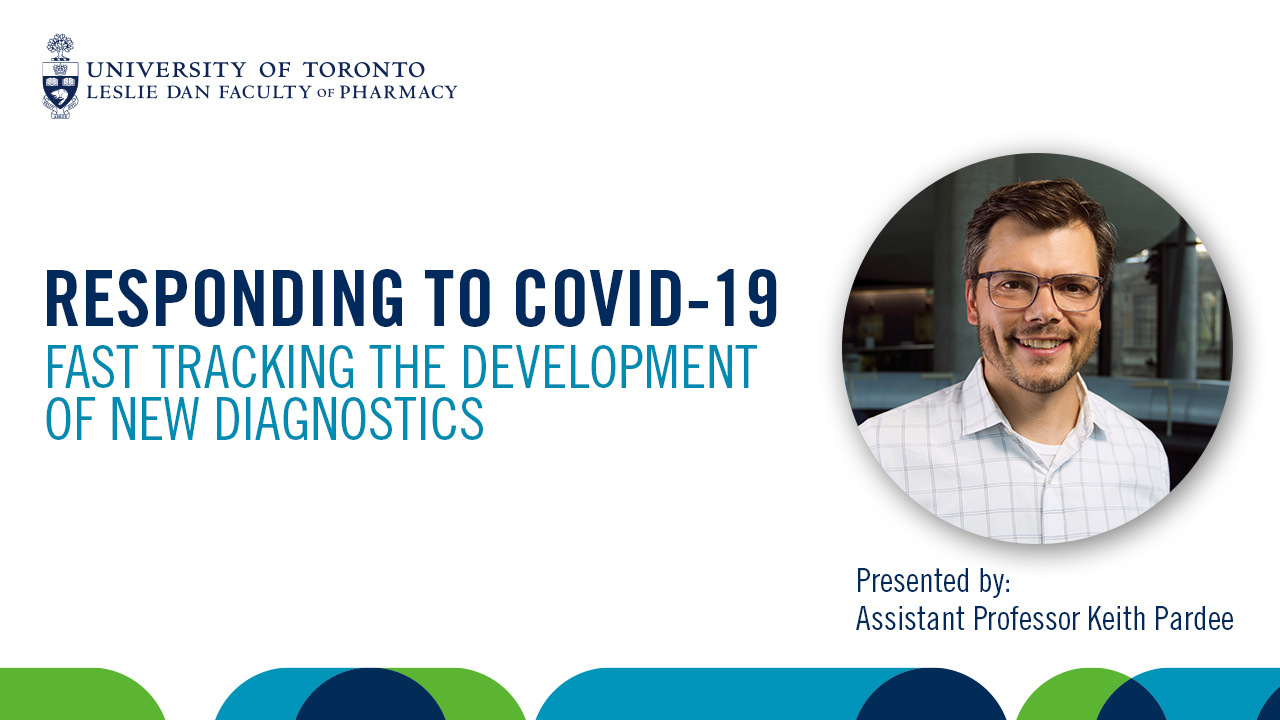 UNIVERSITY OF TORONTO
LESLIE DAN FACULTY OF PHARMACY
RESPONDING TO COVID-19
FAST TRACKING THE DEVELOPMENT
OF NEW DIAGNOSTICS
Presented by:
Assistant Professor Keith Pardee